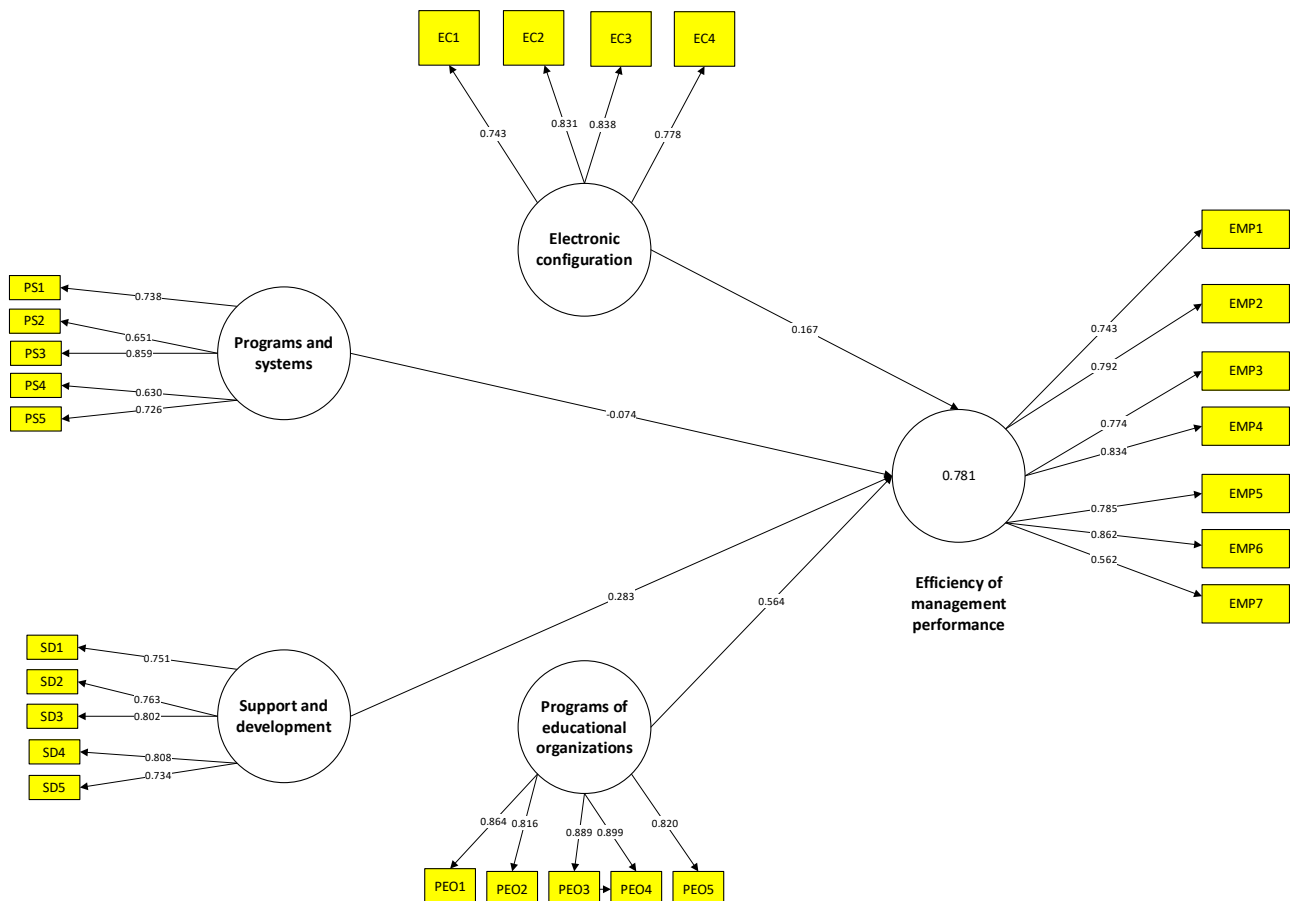 EC1
EC2
EC3
EC4
0.743
0.831
0.838
0.778
Electronic
configuration
0.167
PS1
PS2
PS3
PS4
PS5
0.738
0.651
0.859
0.630
0.726
Programs and
systems
-0.074
EMP1
EMP2
EMP3
EMP4
EMP5
EMP6
EMP7
0.743
0.792
0.774
0.834
0.785
0.862
0.562
0.781
Efficiency of
management
performance
SD1
SD2
SD3
SD4
SD5
0.751
0.763
0.802
0.808
0.734
Support and
development
0.283
0.564
Programs of
educational
organizations
0.864
0.816
0.889
0.899
0.820
PEO1
PEO2
PEO3
PEO4
PEO5